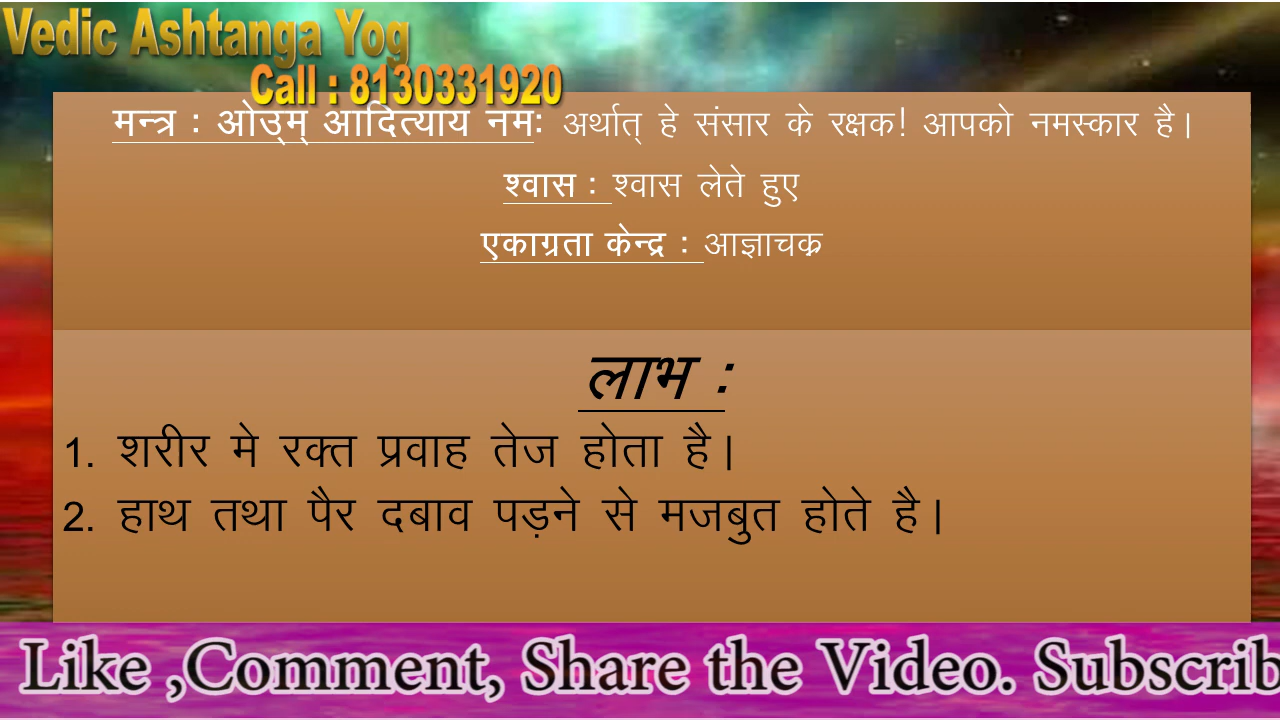 Vedic Ashtanga Yog
Call : 8130331920
मन्त्र : ओउम् आदित्याय नमः अर्थात् हे संसार के रक्षक! आपको नमस्कार है।
श्वास : श्वास लेते हुए
एकाग्रता केन्द्र : आज्ञाचक्र
लाभ :
1. शरीर मे रक्त प्रवाह तेज होता है।
2. हाथ तथा पैर दबाव पड़ने से मजबुत होते है।
Like ,Comment, Share the Video. Subscrib